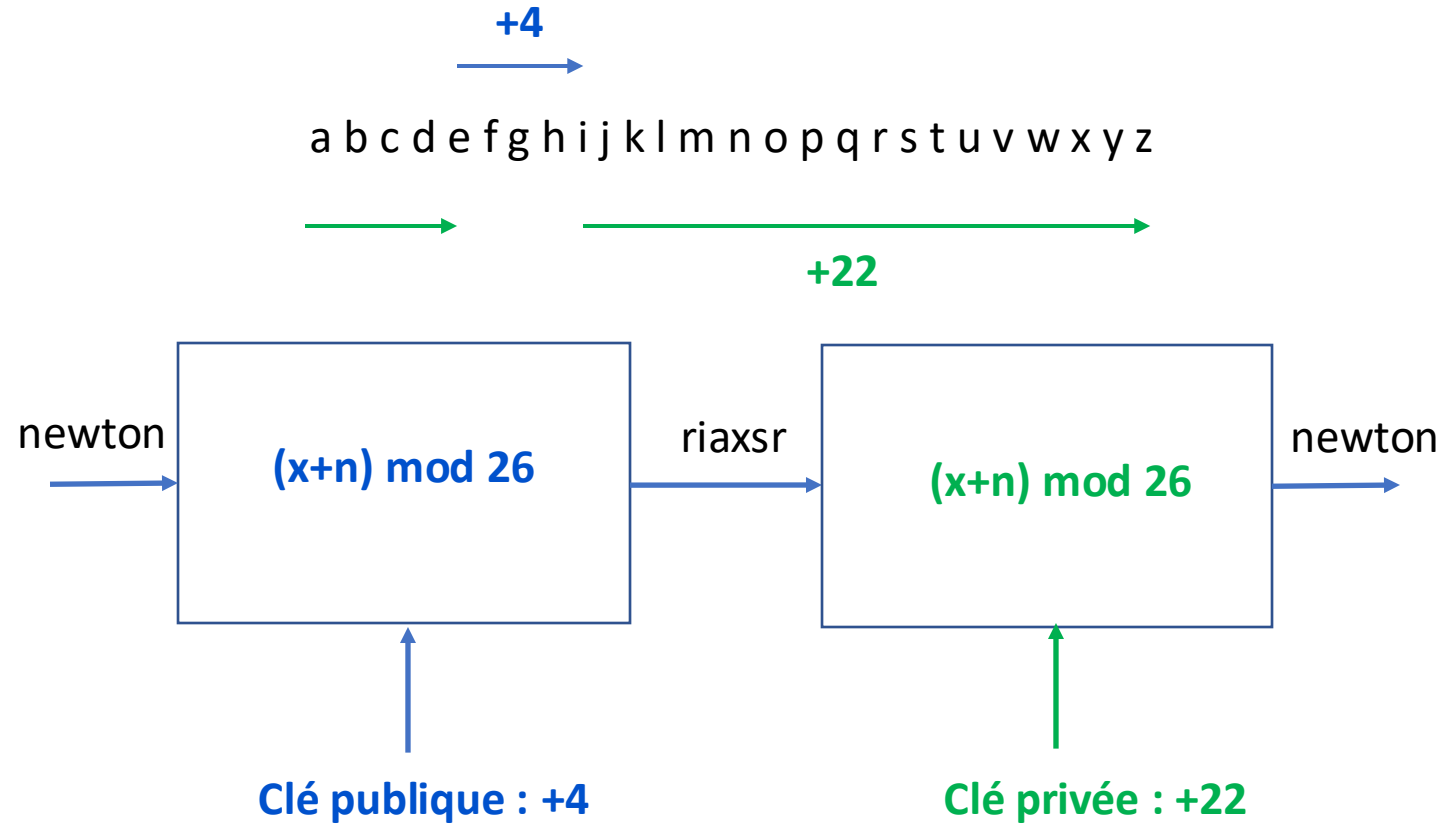 +4
a b c d e f g h i j k l m n o p q r s t u v w x y z
+22
newton
(x+n) mod 26
riaxsr
(x+n) mod 26
newton
Clé publique : +4
Clé privée : +22